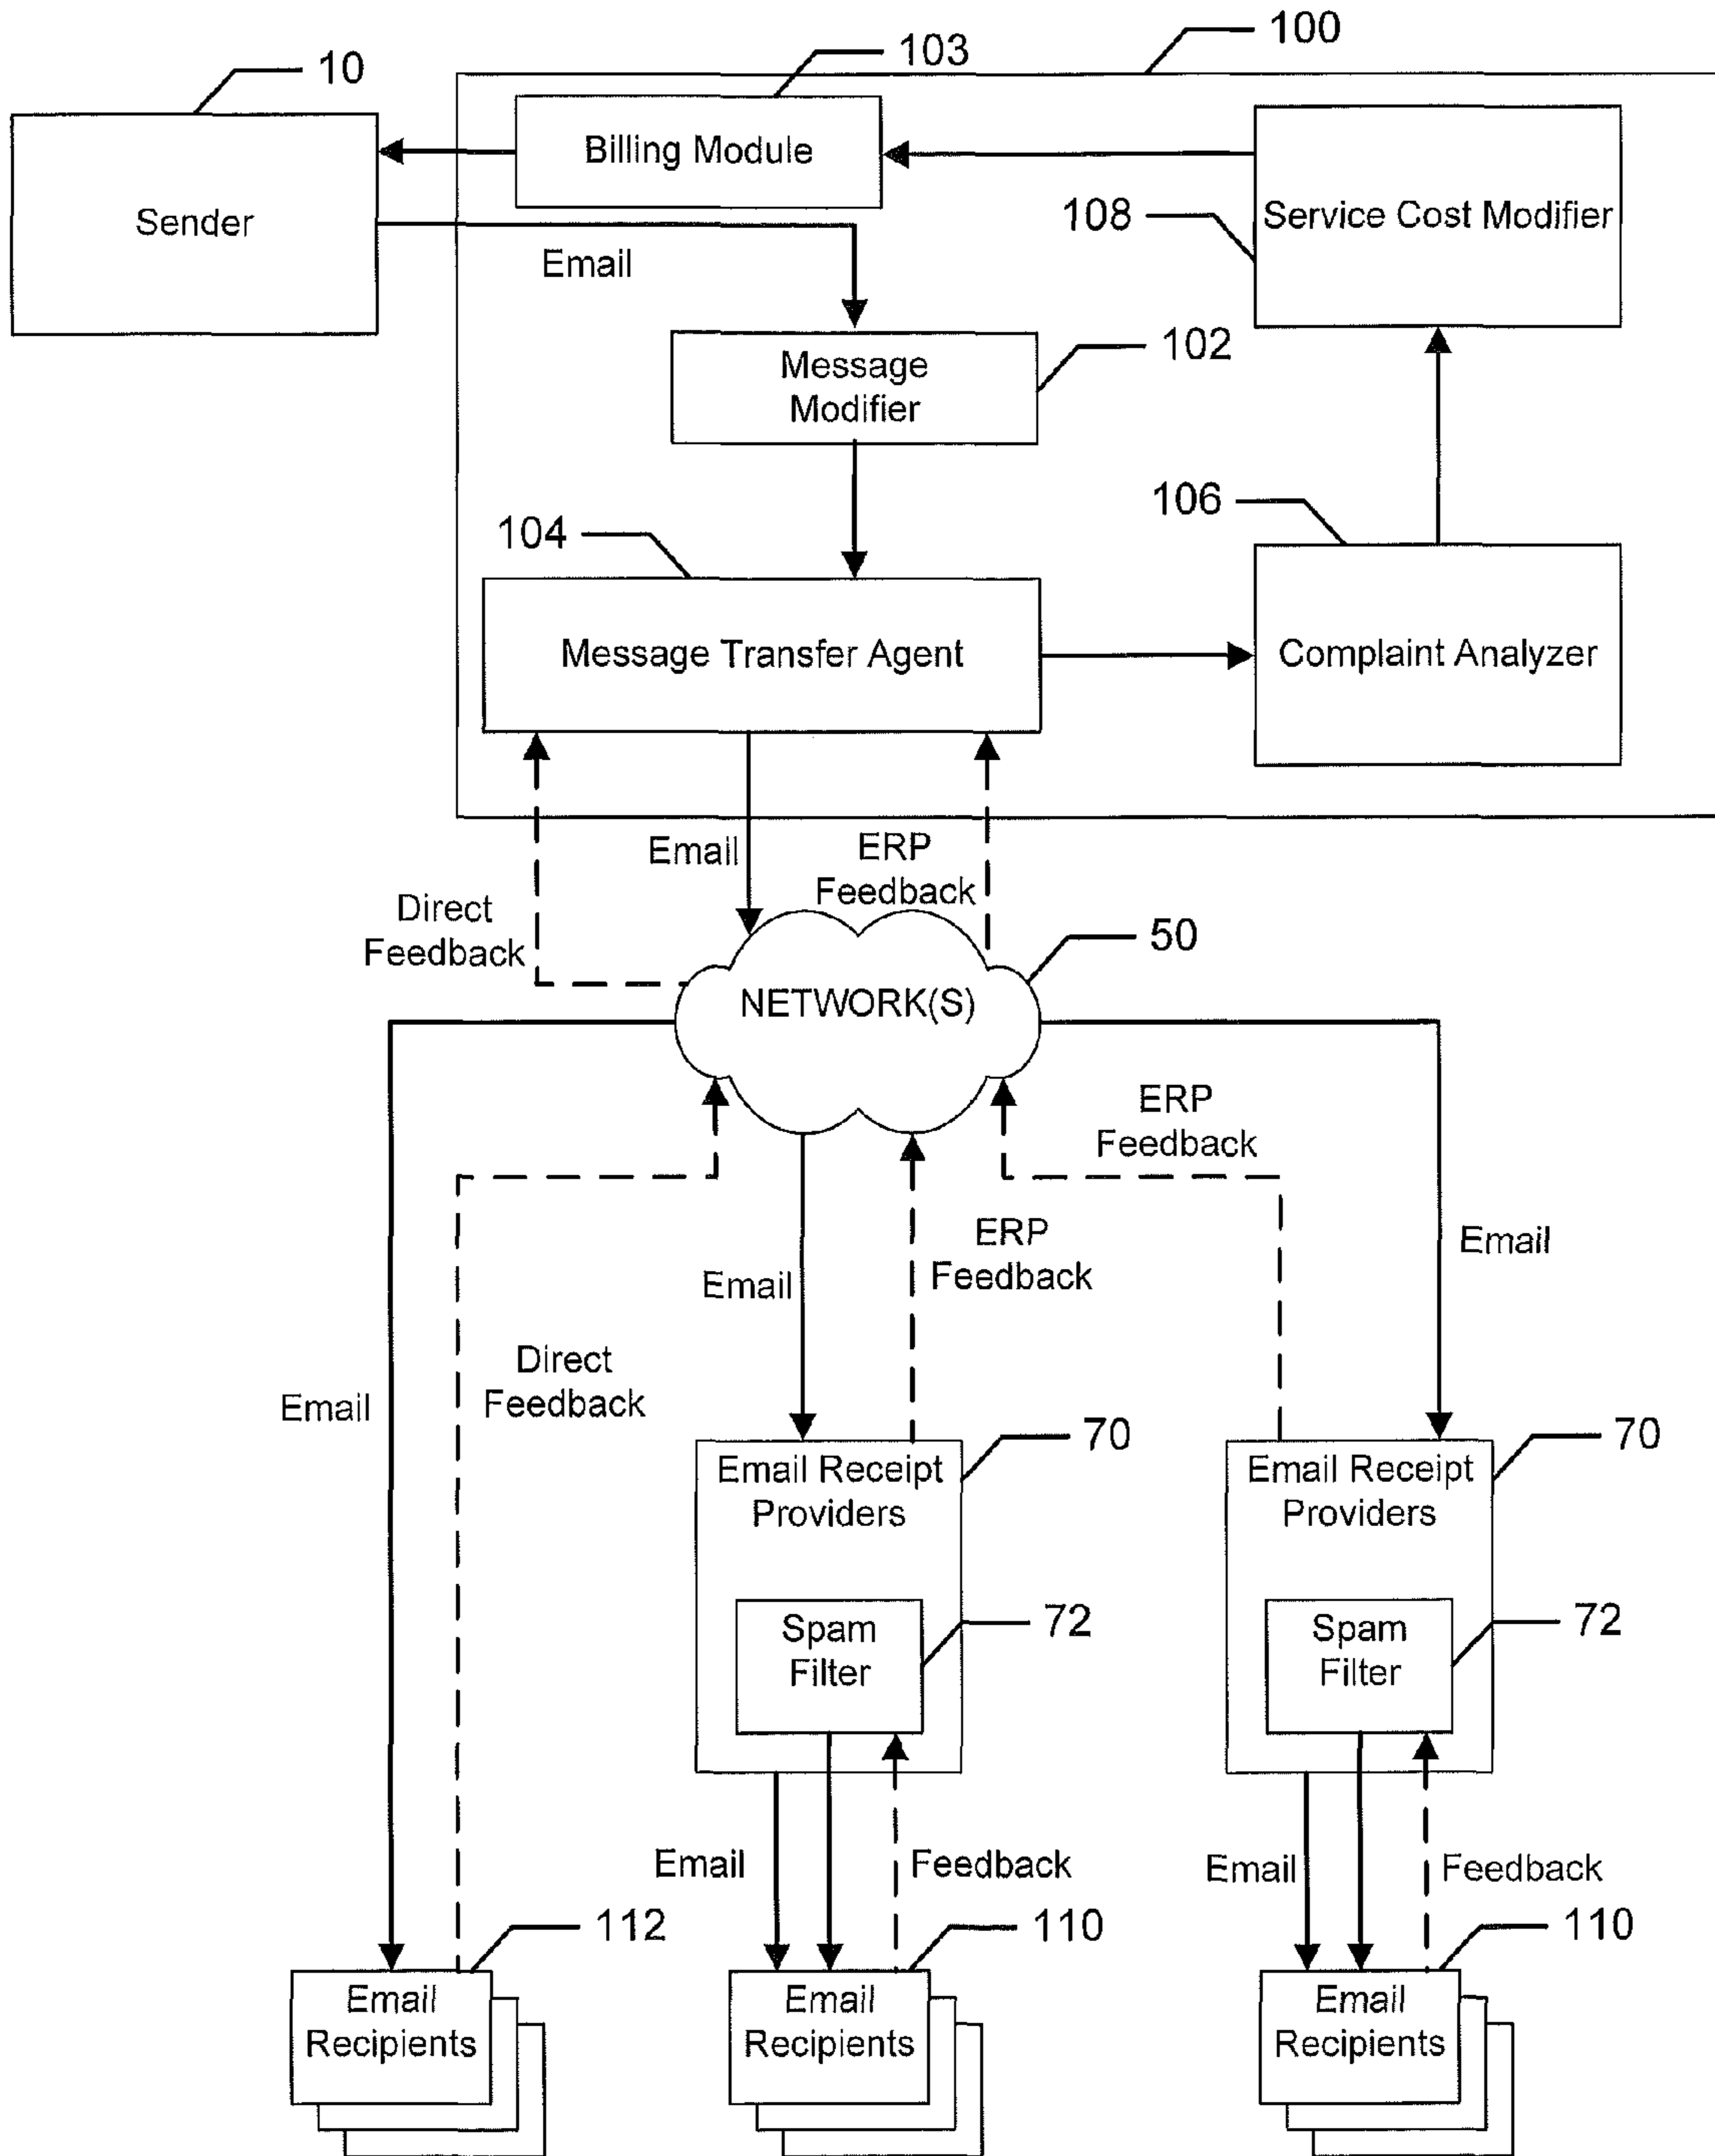 100
103
10
Billing Module
Sender
108
Service Cost Modifier
Email
Message
Modifier
102
106
104
Message Transfer Agent
Complaint Analyzer
Email
ERP
Feedback
Direct
Feedback
50
NETWORK(S)
ERP
Feedback
ERP
Feedback
Email
Email
Direct
Feedback
Email
70
70
Email Receipt
Providers
Email Receipt
Providers
Spam
Filter
72
Spam
Filter
72
Email
Feedback
Email
Feedback
112
110
110
Email
Recipients
Email
Recipients
Email
Recipients